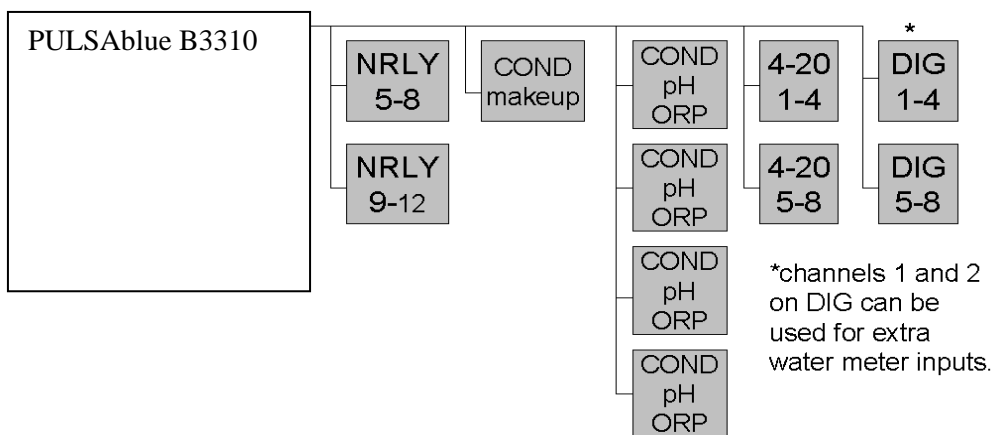 PULSAblue B3310
NRLY
5-8
NRLY
9-12
COND
makeup
COND
pH
ORP
COND
pH
ORP
COND
pH
ORP
COND
pH
ORP
4-20
1-4
4-20
5-8
*
DIG
1-4
DIG
5-8
*channels 1 and 2
on DIG can be
used for extra
water meter inputs.